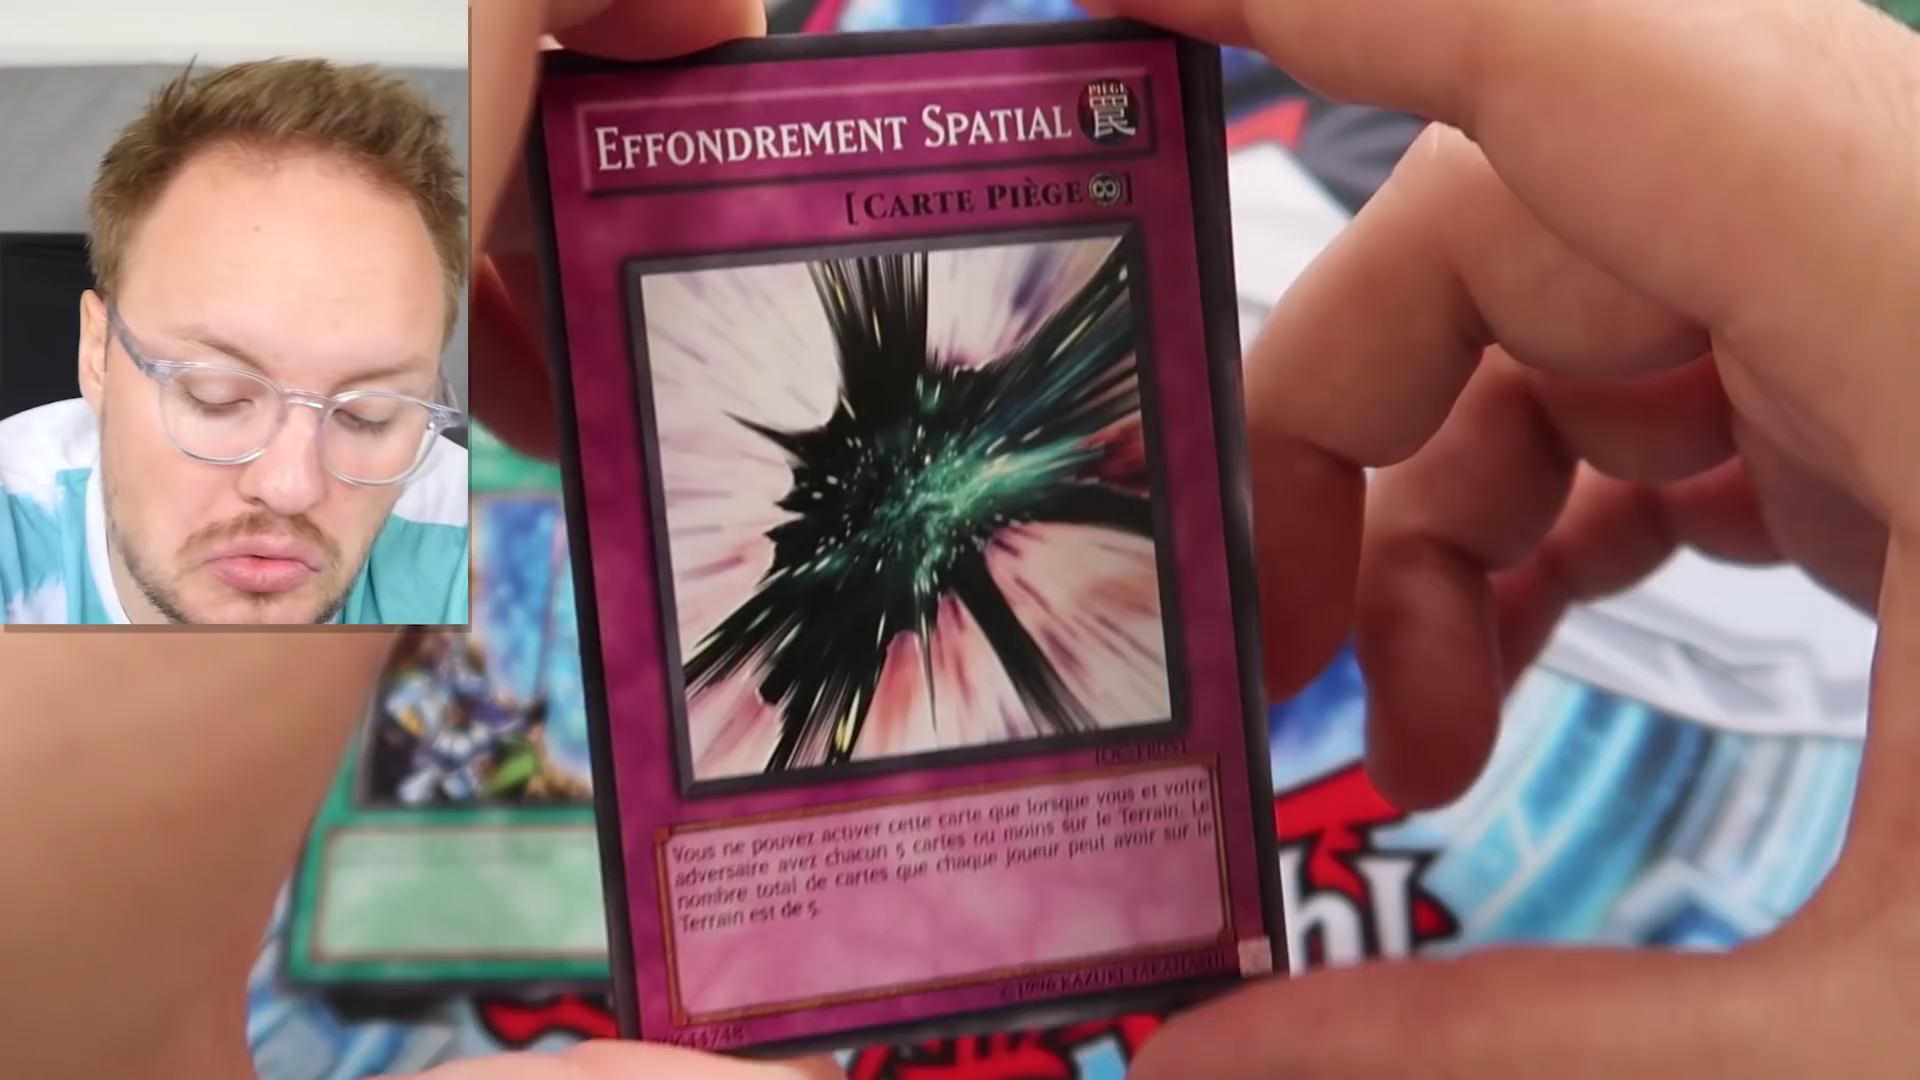 EFFONDREMENT SPATIAL
PIÈGE
罠
[CARTE PIÈGE]
Vous ne pouvez activer cette carte que lorsque vous et votre
adversaire avez chacun 5 cartes ou moins sur le Terrain. Le
nombre total de cartes que chaque joueur peut avoir sur le
Terrain est de 5.
©1996 KAZUKI TAKAHASHI
h!